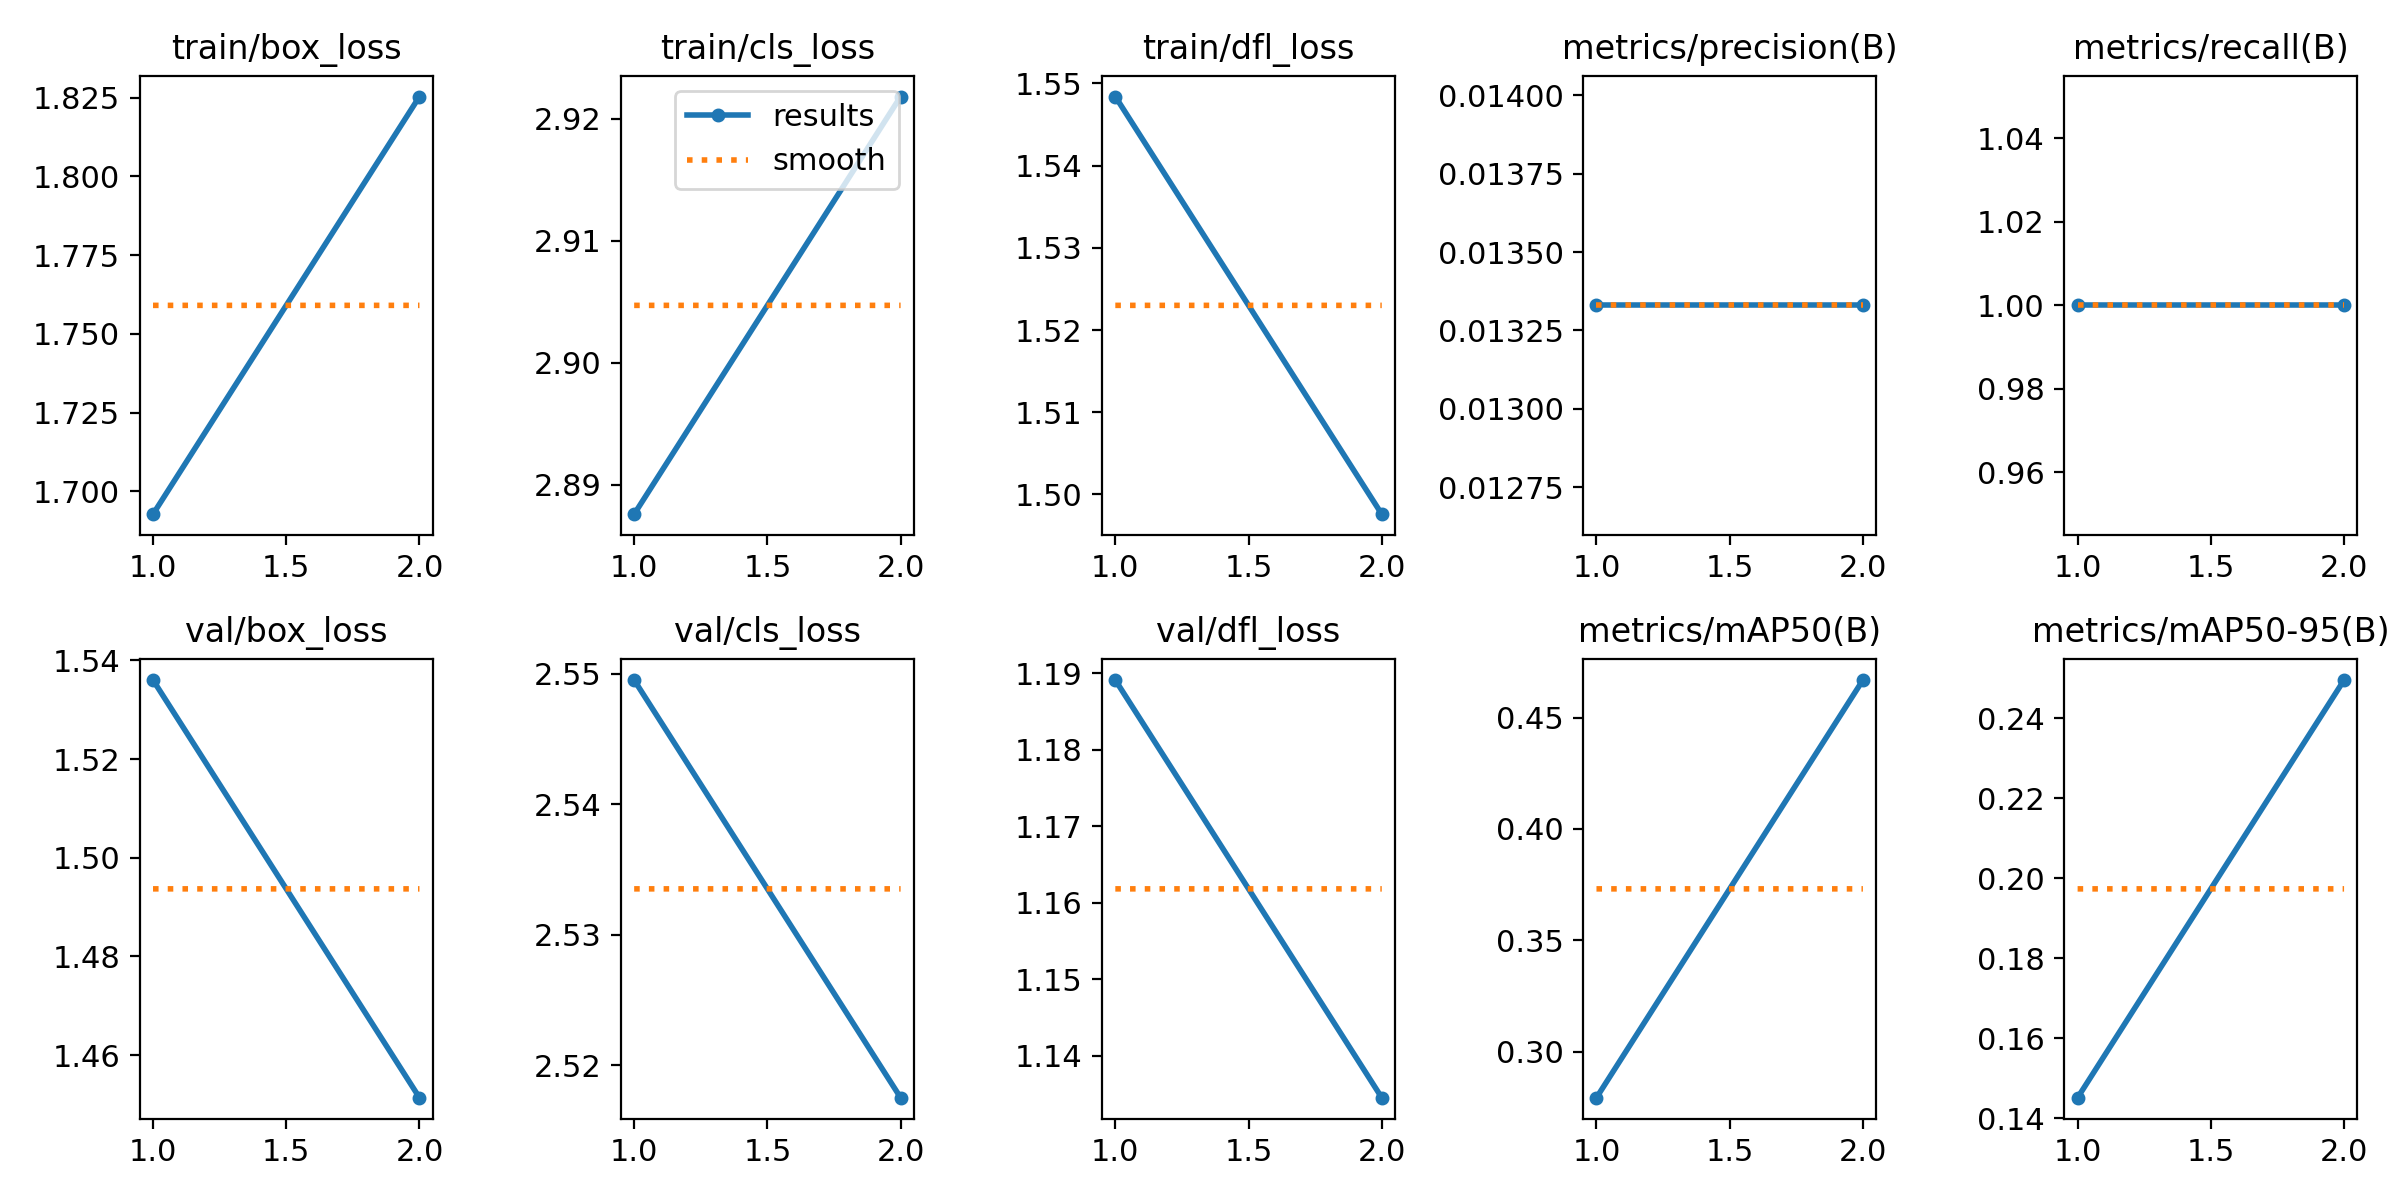 train/box_loss
1.825
1.800
1.775
1.750
1.725
1.700
1.0 1.5 2.0
train/cls_loss
results
smooth
2.92
2.91
2.90
2.89
1.0 1.5 2.0
train/dfl_loss
1.55
1.54
1.53
1.52
1.51
1.50
1.0 1.5 2.0
metrics/precision(B)
0.01400
0.01375
0.01350
0.01325
0.01300
0.01275
1.0 1.5 2.0
metrics/recall(B)
1.04
1.02
1.00
0.98
0.96
1.0 1.5 2.0
val/box_loss
1.54
1.52
1.50
1.48
1.46
1.0 1.5 2.0
val/cls_loss
2.55
2.54
2.53
2.52
1.0 1.5 2.0
val/dfl_loss
1.19
1.18
1.17
1.16
1.15
1.14
1.0 1.5 2.0
metrics/mAP50(B)
0.45
0.40
0.35
0.30
1.0 1.5 2.0
metrics/mAP50-95(B)
0.24
0.22
0.20
0.18
0.16
0.14
1.0 1.5 2.0